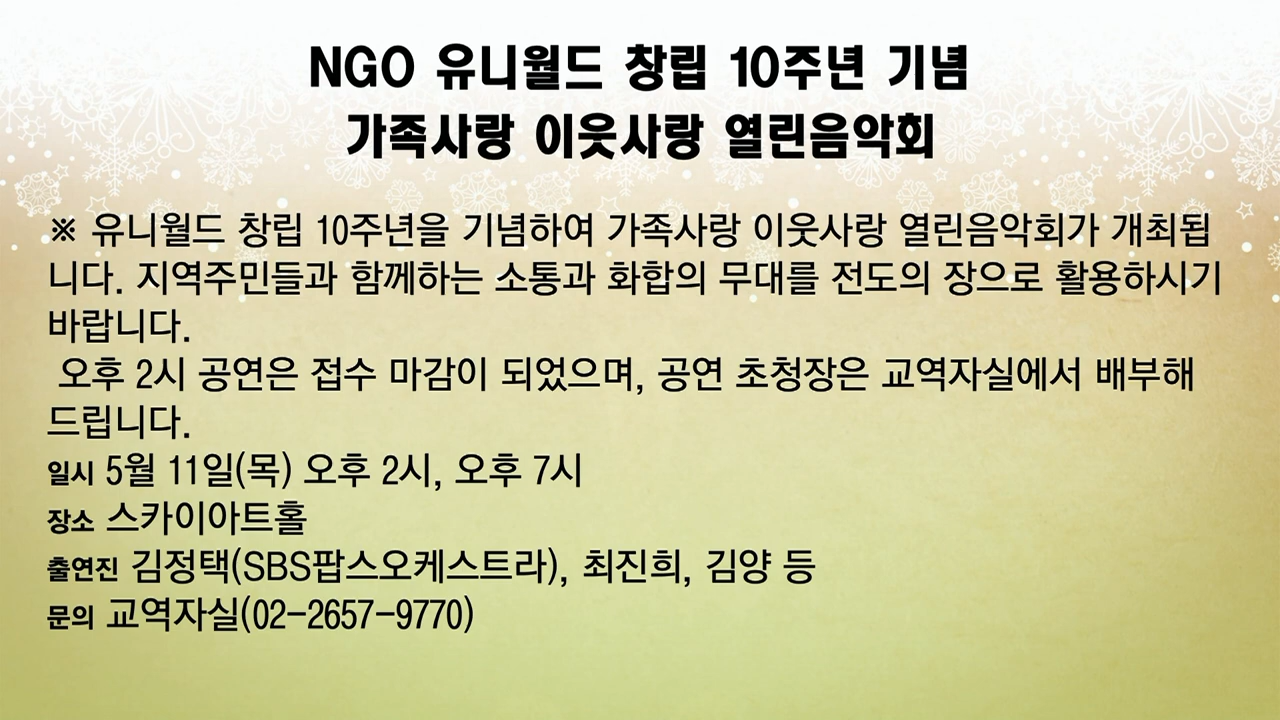 NGO 유니월드 창립 10주년 기념
가족사랑 이웃사랑 열린음악회
※ 유니월드 창립 10주년을 기념하여 가족사랑 이웃사랑 열린음악회가 개최됩
니다. 지역주민들과 함께하는 소통과 화합의 무대를 전도의 장으로 활용하시기
바랍니다.
오후 2시 공연은 접수 마감이 되었으며, 공연 초청장은 교역자실에서 배부해
드립니다.
일시 5월 11일(목) 오후 2시, 오후 7시
장소 스카이아트홀
출연진 김정택(SBS팝스오케스트라), 최진희, 김양 등
문의 교역자실(02-2657-9770)